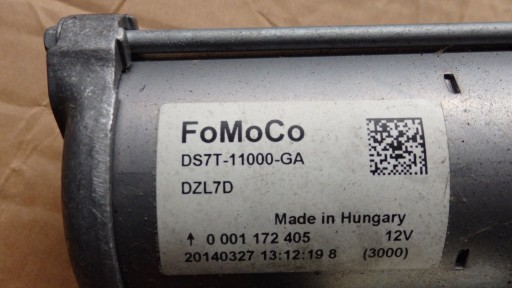 FoMoCo
DS7T-11000-GA
DZL7D
Made in Hungary
↑ 0 001 172 405 12V
20140327 13:12:19 8 (3000)